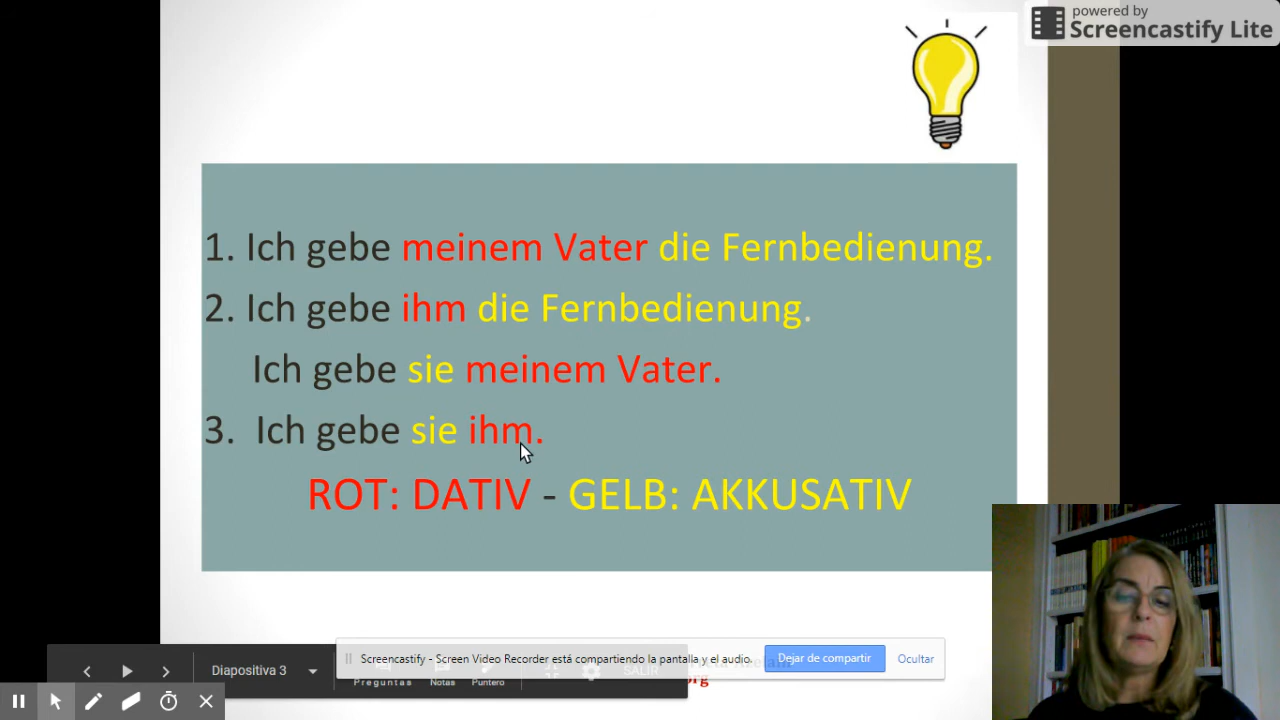 powered by
Screencastify Lite
1. Ich gebe meinem Vater die Fernbedienung.
2. Ich gebe ihm die Fernbedienung.
Ich gebe sie meinem Vater.
3. Ich gebe sie ihm.
ROT: DATIV - GELB: AKKUSATIV
Screencastify - Screen Video Recorder está compartiendo la pantalla y el audio.
Dejar de compartir
Ocultar
Diapositiva 3
Preguntas
Notas
Puntero